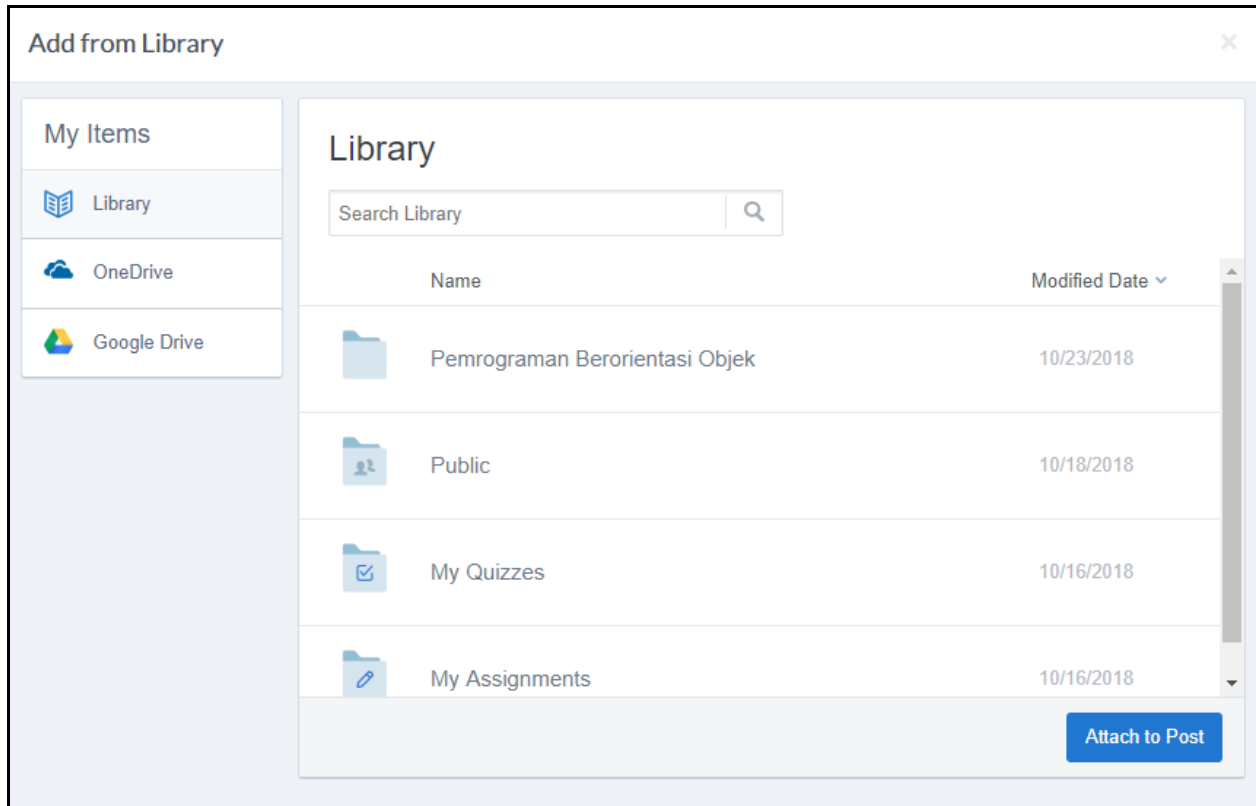 Add from Library
My Items
Library
OneDrive
Google Drive
Library
Search Library
Name Modified Date
Pemrograman Berorientasi Objek 10/23/2018
Public 10/18/2018
My Quizzes 10/16/2018
My Assignments 10/16/2018
Attach to Post